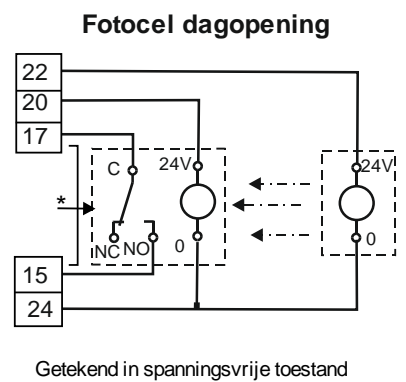 Fotocel dagopening
22
20
17
C
24V
24V
*
NC
NO
0
0
15
24
Getekend in spanningsvrije toestand